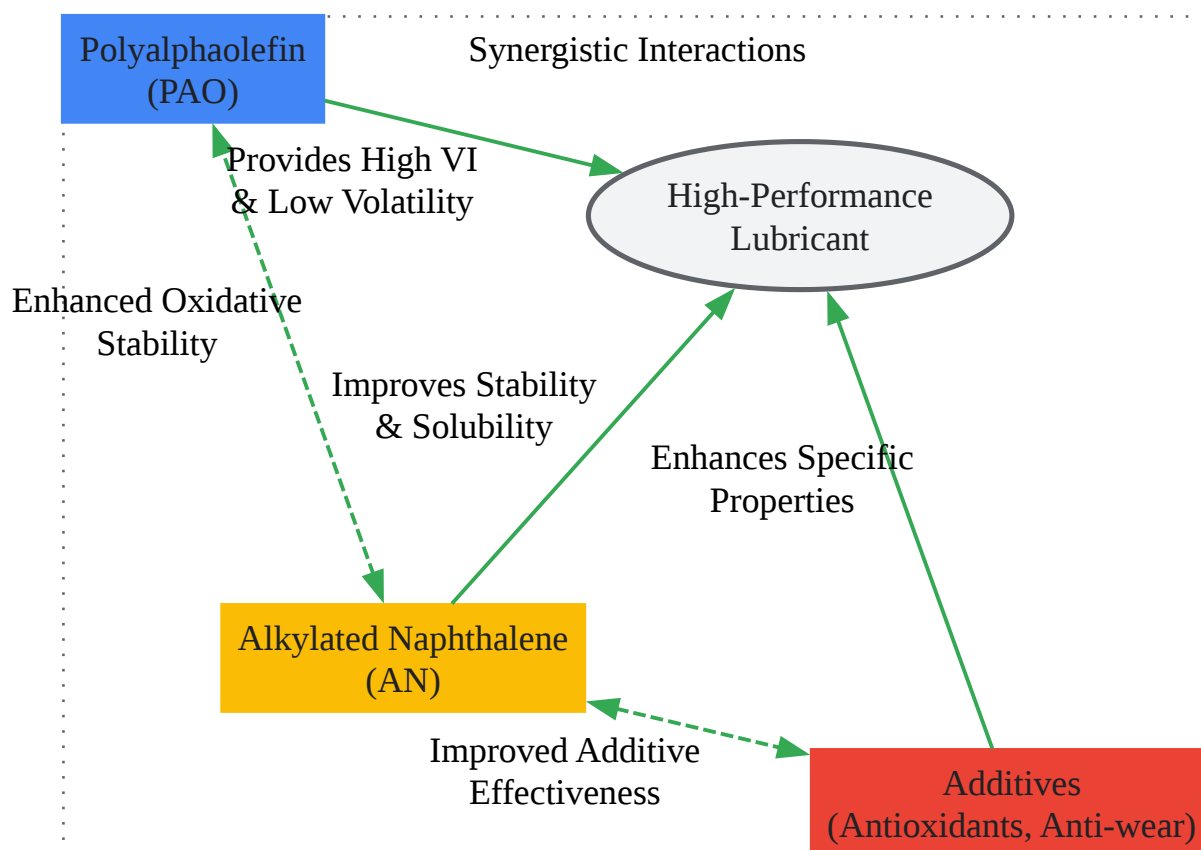 Polyalphaolefin
(PAO)
Synergistic Interactions
Provides High VI
& Low Volatility
High-Performance
Lubricant
Enhanced Oxidative
Stability
Improves Stability
& Solubility
Enhances Specific
Properties
Alkylated Naphthalene
(AN)
Improved Additive
Effectiveness
Additives
(Antioxidants, Anti-wear)